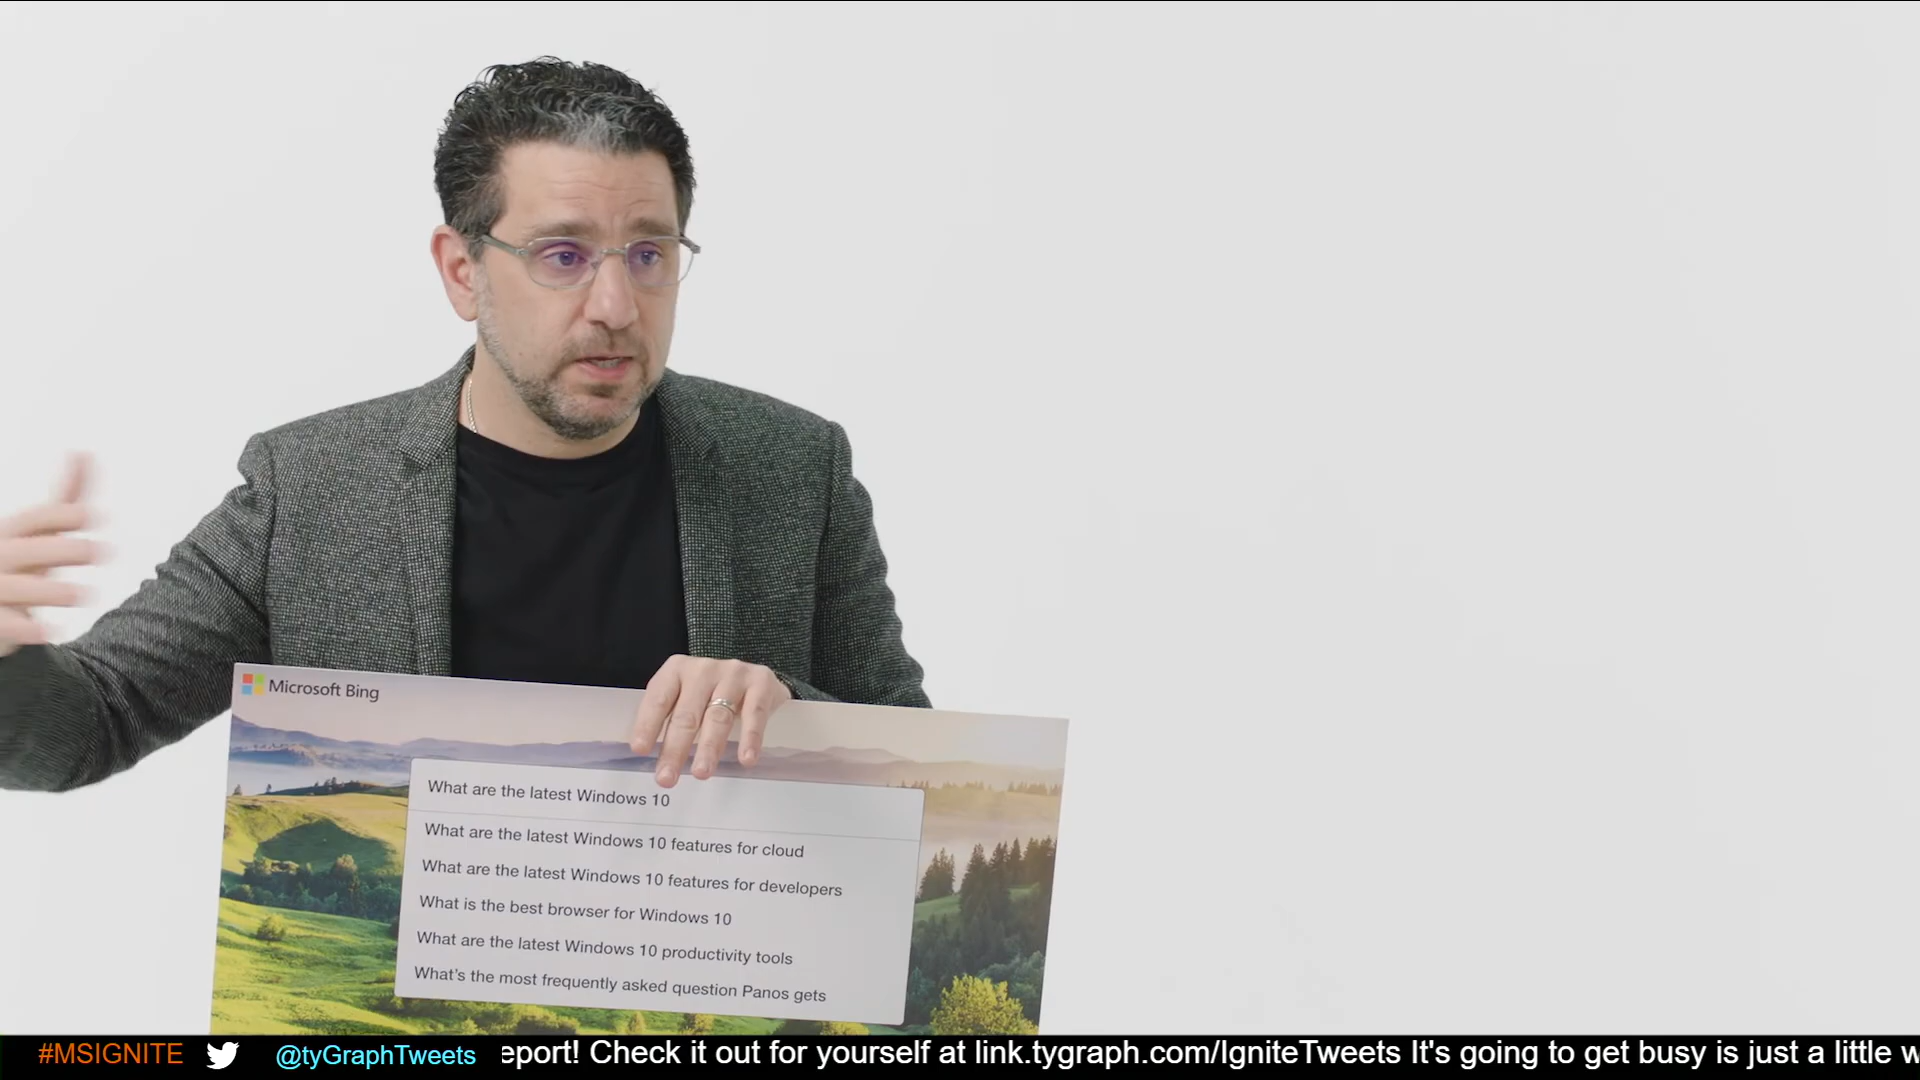 Microsoft Bing
What are the latest Windows 10
What are the latest Windows 10 features for cloud
What are the latest Windows 10 features for developers
What is the best browser for Windows 10
What are the latest Windows 10 productivity tools
What's the most frequently asked question Panos gets
#MSIGNITE @tyGraphTweets eport! Check it out for yourself at link.tygraph.com/IgniteTweets It's going to get busy is just a little w